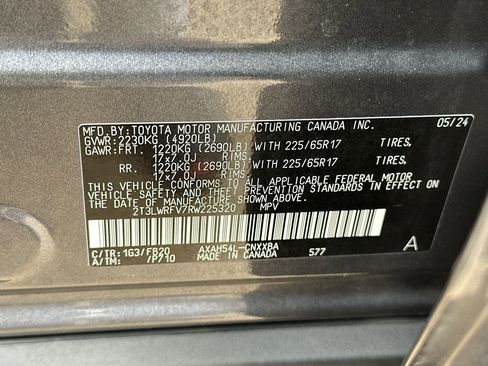 MFD.BY:TOYOTA MOTOR MANUFACTURING CANADA INC. 05/24
GVWR:2230KG (4920LB)
GAWR:FRT. 1220KG (2690LB) WITH 225/65R17 TIRES,
17x7.0J RIMS.
RR. 1220KG (2690LB) WITH 225/65R17 TIRES,
17x7.0J RIMS.
THIS VEHICLE CONFORMS TO ALL APPLICABLE FEDERAL MOTOR
VEHICLE SAFETY STANDARDS IN EFFECT ON THE DATE OF
MANUFACTURE SHOWN ABOVE.
2T3LWRFV7RW225320 MPV
C/TR:1G3/FB20 AXAH54L-CNXXBA A
A/TM: /P710 MADE IN CANADA 577